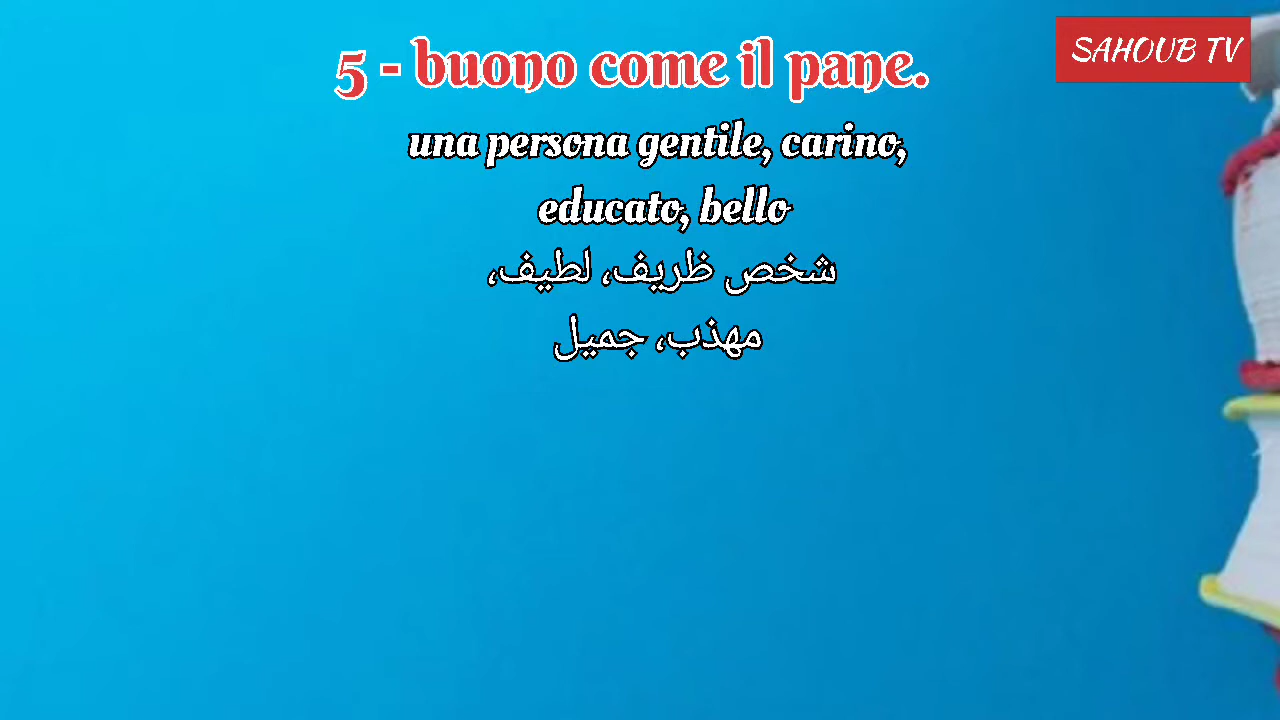 SAHOUB TV
5 - buono come il pane.
una persona gentile, carino,
educato, bello
شخص ظريف، لطيف،
مهذب، جميل